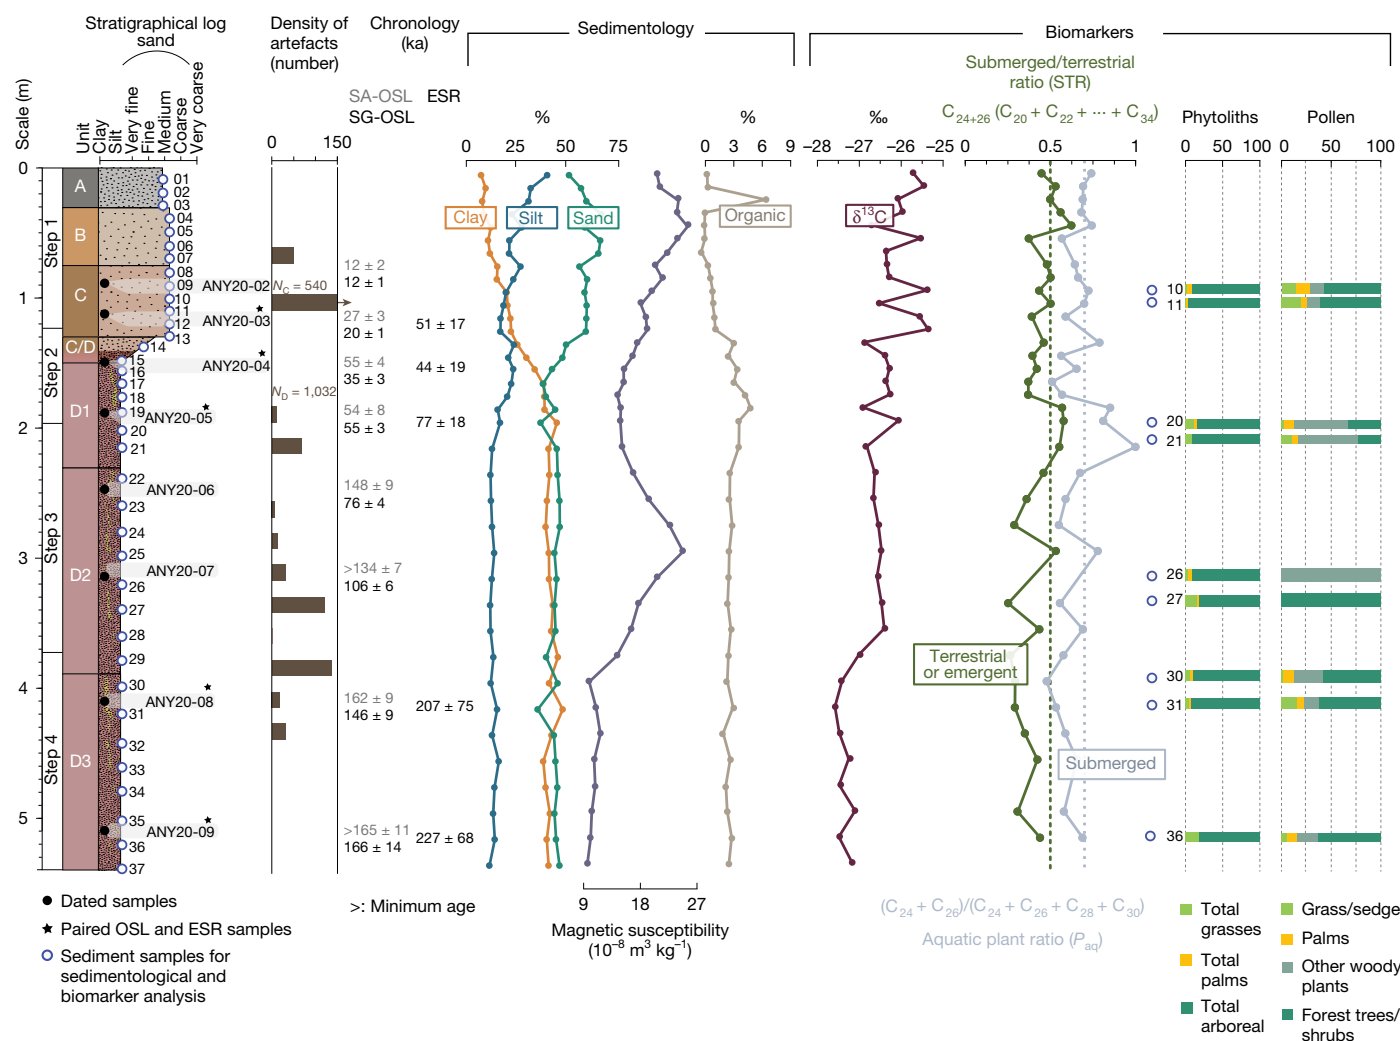 Stratigraphical log
sand
Density of
artefacts
(number)
Chronology
(ka)
Sedimentology
Biomarkers
Scale (m)
Unit
Clay
Silt
Very fine
Fine
Medium
Coarse
Very coarse
SA-OSL
SG-OSL
ESR
%
%
‰
Submerged/terrestrial
ratio (STR)
C24+26 (C20 + C22 + ··· + C34)
Phytoliths
Pollen
0 50 150
0 25 50 75
0 3 6 9
−28 −27 −26 −25
0 0.5 1
0 50 100
0 50 100
0
1
2
3
4
5
Step 1
Step 2
Step 3
Step 4
A
B
C
C/D
D1
D2
D3
01
02
03
04
05
06
07
08
09
10
11
12
13
14
15
16
17
18
19
20
21
22
23
24
25
26
27
28
29
30
31
32
33
34
35
36
37
ANY20-02
ANY20-03
ANY20-04
ANY20-05
ANY20-06
ANY20-07
ANY20-08
ANY20-09
NC = 540
ND = 1,032
12 ± 2
12 ± 1
27 ± 3
20 ± 1
51 ± 17
55 ± 4
35 ± 3
44 ± 19
54 ± 8
55 ± 3
77 ± 18
148 ± 9
76 ± 4
>134 ± 7
106 ± 6
162 ± 9
146 ± 9
207 ± 75
>165 ± 11
166 ± 14
227 ± 68
Clay
Silt
Sand
Organic
δ13C
Terrestrial
or emergent
Submerged
10
11
20
21
26
27
30
31
36
Dated samples
Paired OSL and ESR samples
Sediment samples for
sedimentological and
biomarker analysis
>: Minimum age
9 18 27
Magnetic susceptibility
(10−8 m3 kg−1)
(C24 + C26)/(C24 + C26 + C28 + C30)
Aquatic plant ratio (Paq)
Total
grasses
Total
palms
Total
arboreal
Grass/sedge
Palms
Other woody
plants
Forest trees/
shrubs